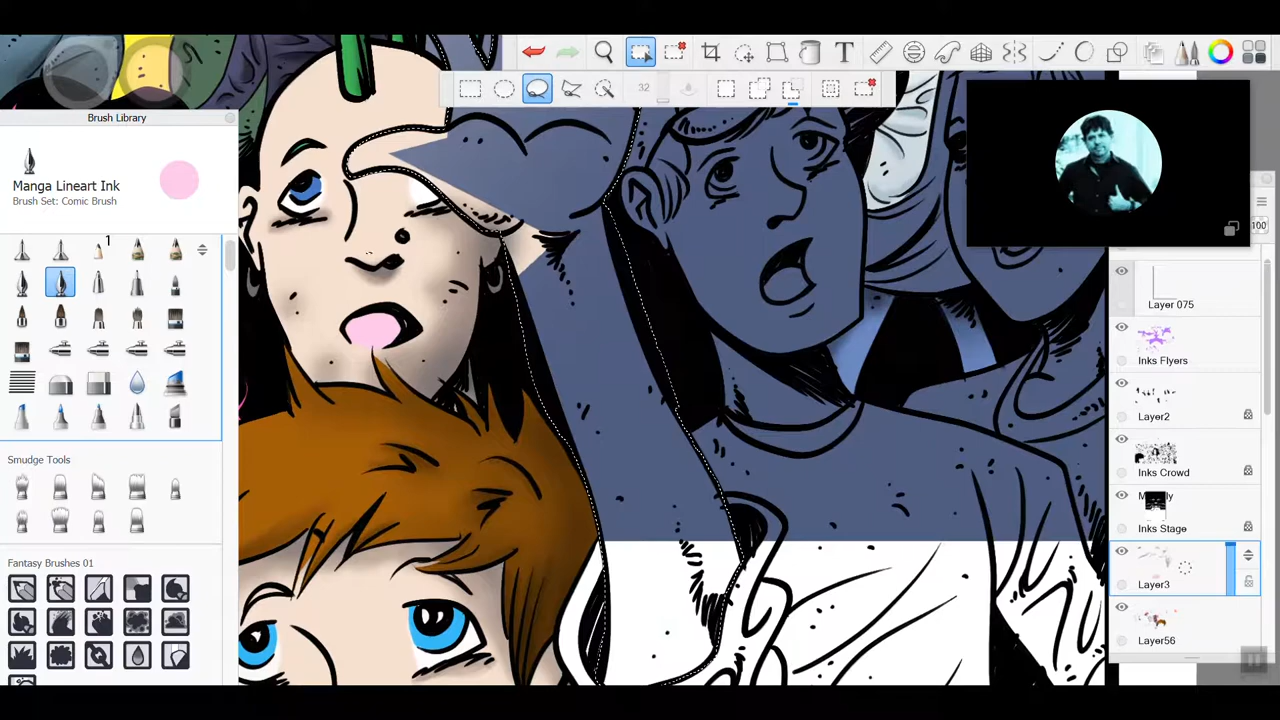 Brush Library
Manga Lineart Ink
Brush Set: Comic Brush
1
Smudge Tools
Fantasy Brushes 01
T
32
100
Layer 075
Inks Flyers
Layer2
Inks Crowd
Inks Stage
Layer3
Layer56